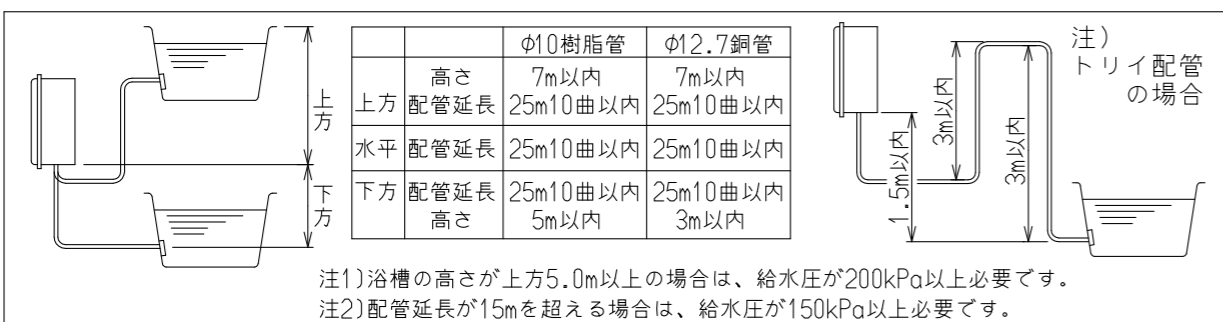 上方
下方
φ10樹脂管 φ12.7銅管
上方 高さ 7m以内 7m以内
配管延長 25m10曲以内 25m10曲以内
水平 配管延長 25m10曲以内 25m10曲以内
下方 配管延長 25m10曲以内 25m10曲以内
高さ 5m以内 3m以内
注)
トリイ配管
の場合
3m以内
3m以内
1.5m以内
注1)浴槽の高さが上方5.0m以上の場合は、給水圧が200kPa以上必要です。
注2)配管延長が15mを超える場合は、給水圧が150kPa以上必要です。